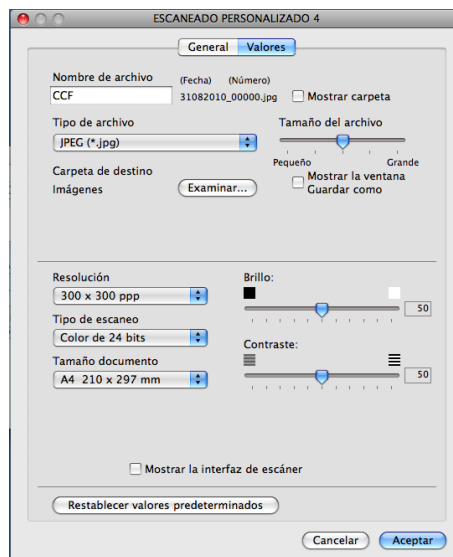 ESCANEADO PERSONALIZADO 4
General Valores
Nombre de archivo (Fecha) (Número)
CCF 31082010_00000.jpg Mostrar carpeta
Tipo de archivo Tamaño del archivo
JPEG (*.jpg)
Pequeño Grande
Carpeta de destino Mostrar la ventana
Imágenes Examinar... Guardar como
Resolución Brillo:
300 x 300 ppp 50
Tipo de escaneo
Color de 24 bits Contraste:
Tamaño documento
A4 210 x 297 mm 50
Mostrar la interfaz de escáner
Restablecer valores predeterminados
Cancelar Aceptar